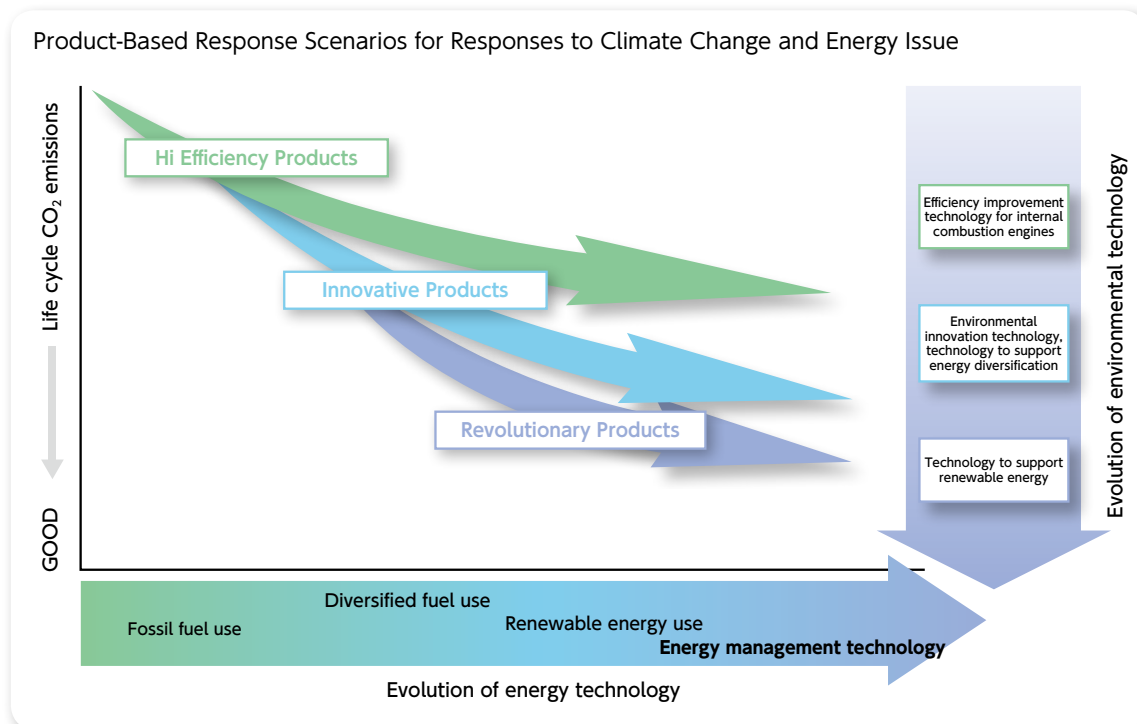 Product-Based Response Scenarios for Responses to Climate Change and Energy Issue
Life cycle CO₂ emissions
GOOD
Hi Efficiency Products
Innovative Products
Revolutionary Products
Efficiency improvement
technology for internal
combustion engines
Environmental
innovation technology,
technology to support
energy diversification
Technology to support
renewable energy
Evolution of environmental technology
Fossil fuel use
Diversified fuel use
Renewable energy use
Energy management technology
Evolution of energy technology